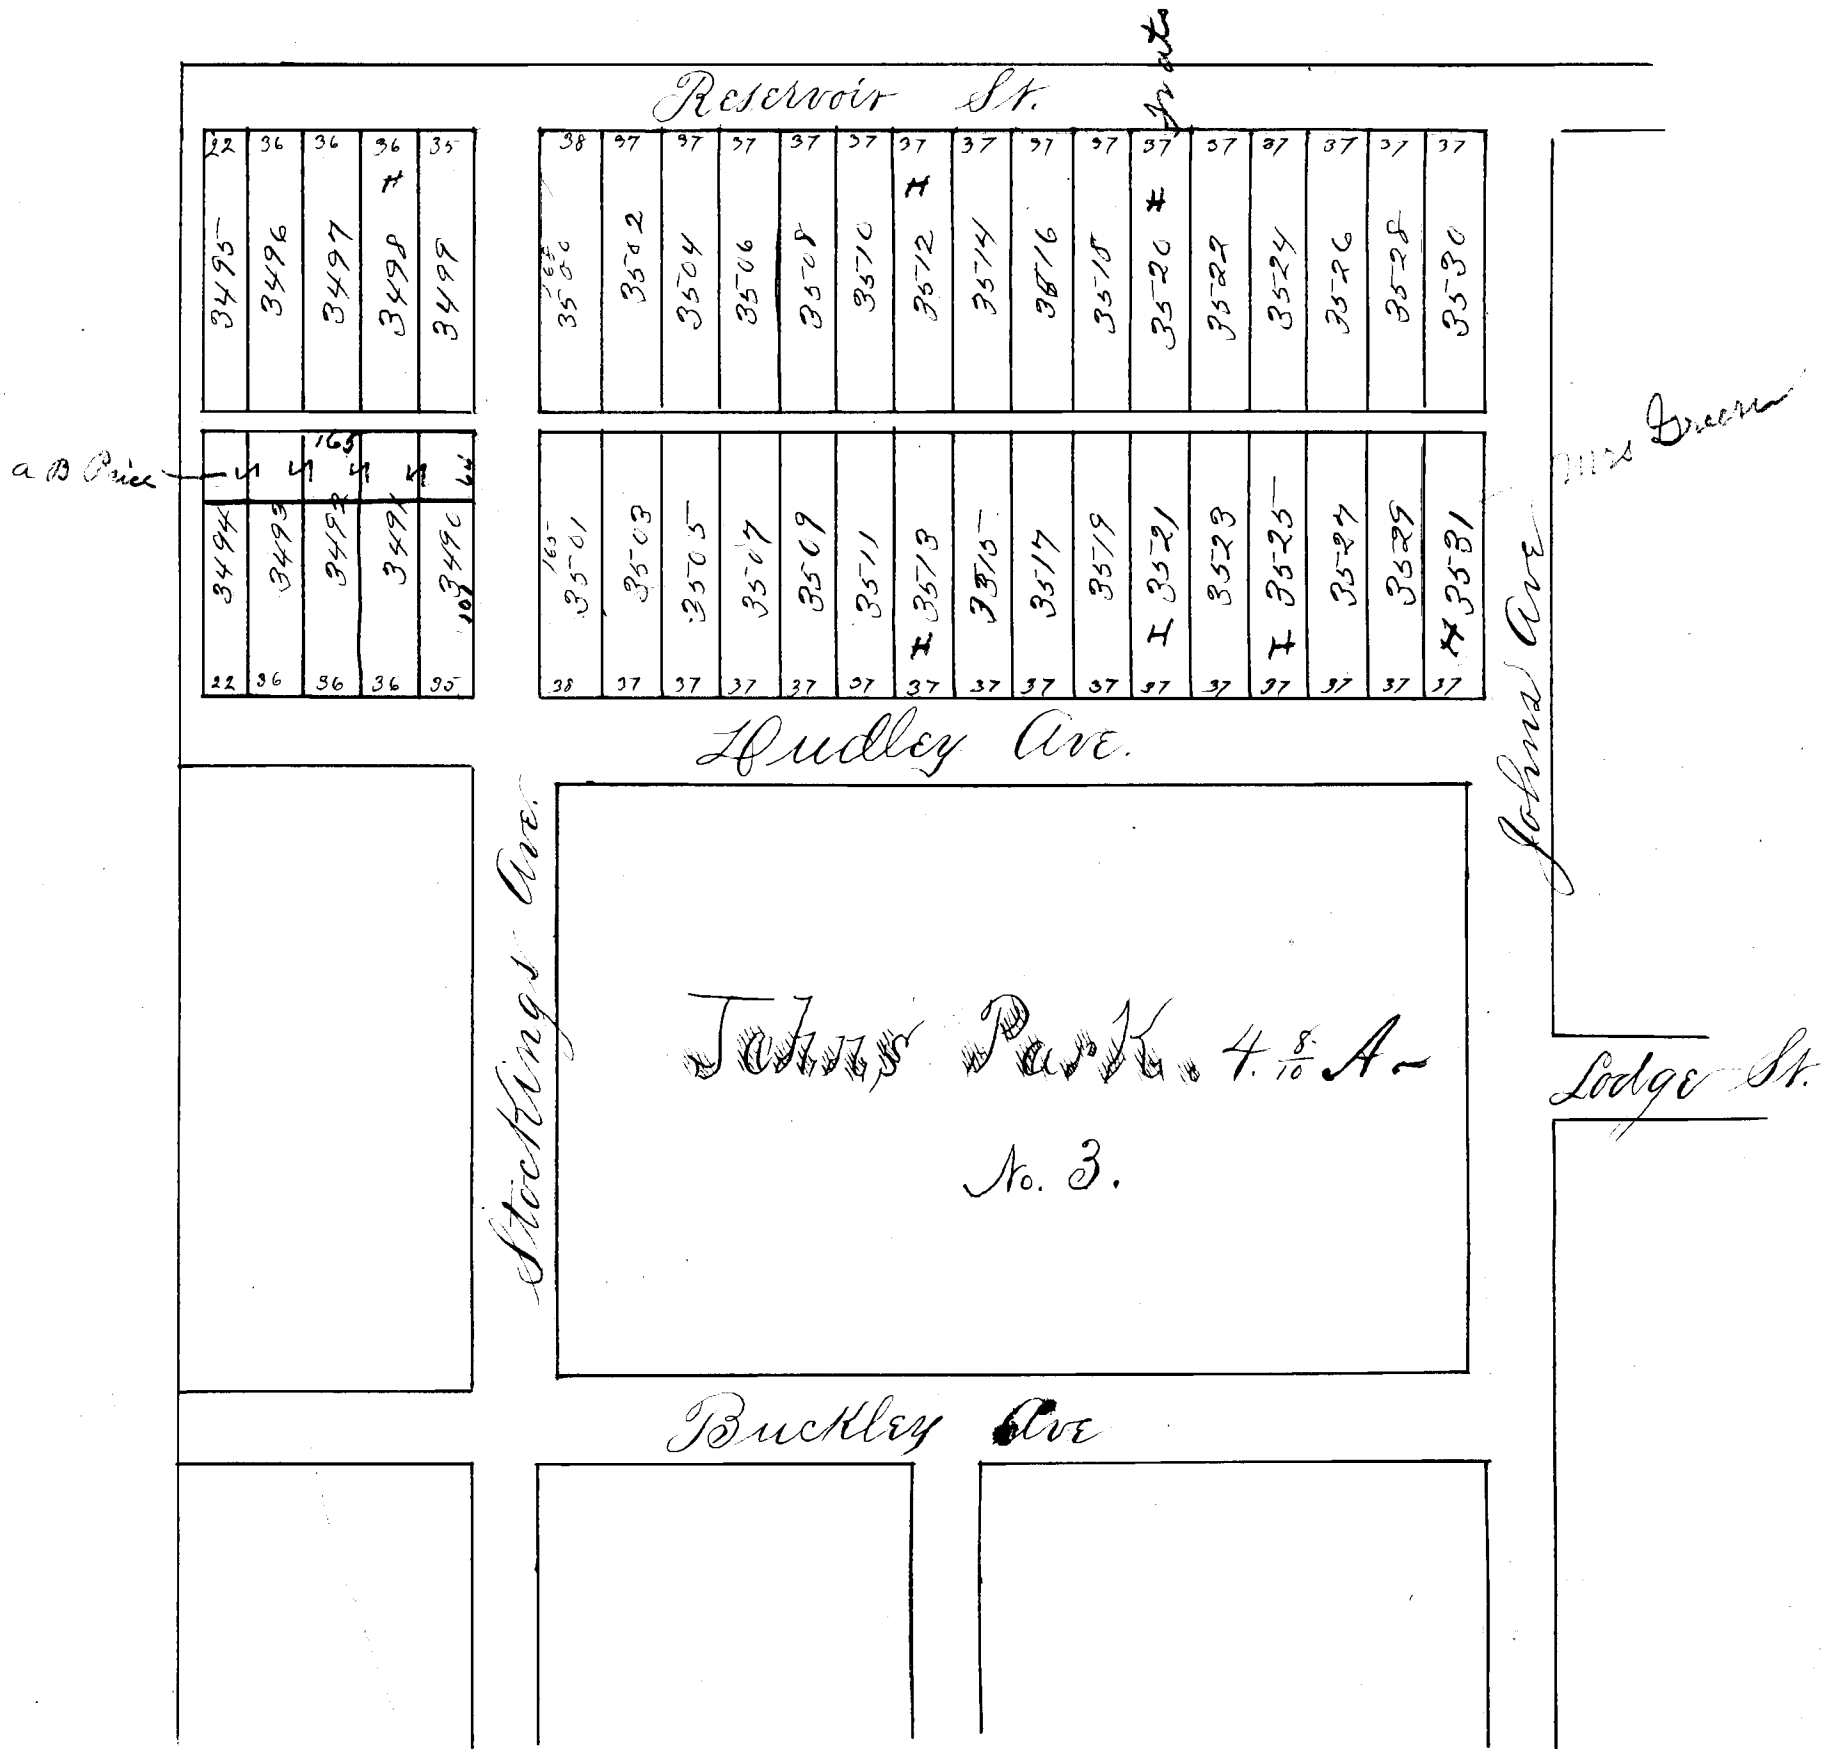 Reservoir St.
22 36 36 36 35 38 37 37 37 37 37 37 37 37 37 37 37 37 37 37 37
H H H
165
3495 3496 3497 3498 3499 3500 3502 3504 3506 3508 3510 3512 3514 3516 3518 3520 3522 3524 3526 3528 3530
Mrs Green
a B Price
165
64
165
3494 3493 3492 3491 3490 3501 3503 3505 3507 3509 3511 3513 3515 3517 3519 3521 3523 3525 3527 3529 3531
101
H I I H
22 36 36 36 35 38 37 37 37 37 37 37 37 37 37 37 37 37 37 37 37
Dudley Ave.
Johns Ave
Stockings Ave.
Johns Park. 4. 8/10 A-
No. 3.
Lodge St.
Buckley Ave